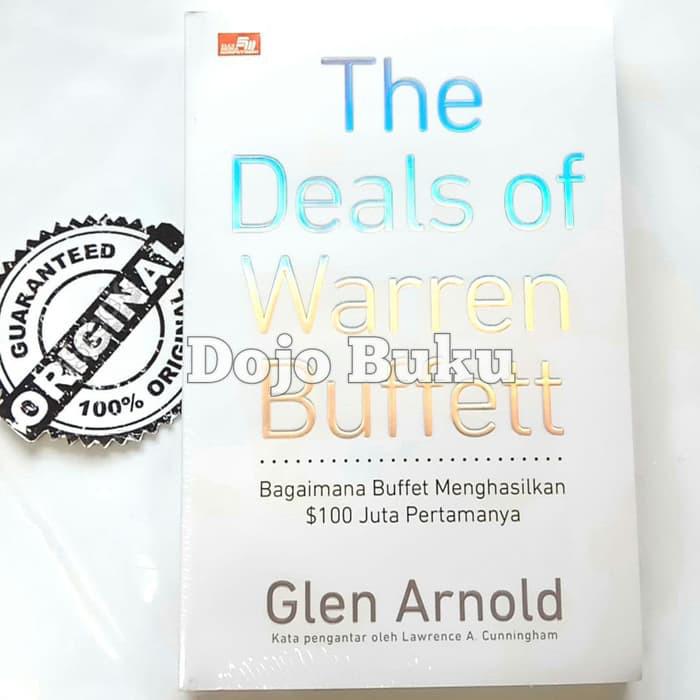 The
Deals of
Warren
Buffett
Dojo Buku
Bagaimana Buffet Menghasilkan
$100 Juta Pertamanya
Glen Arnold
Kata pengantar oleh Lawrence A. Cunningham
GUARANTEED
ORIGINAL
100% ORIGINAL